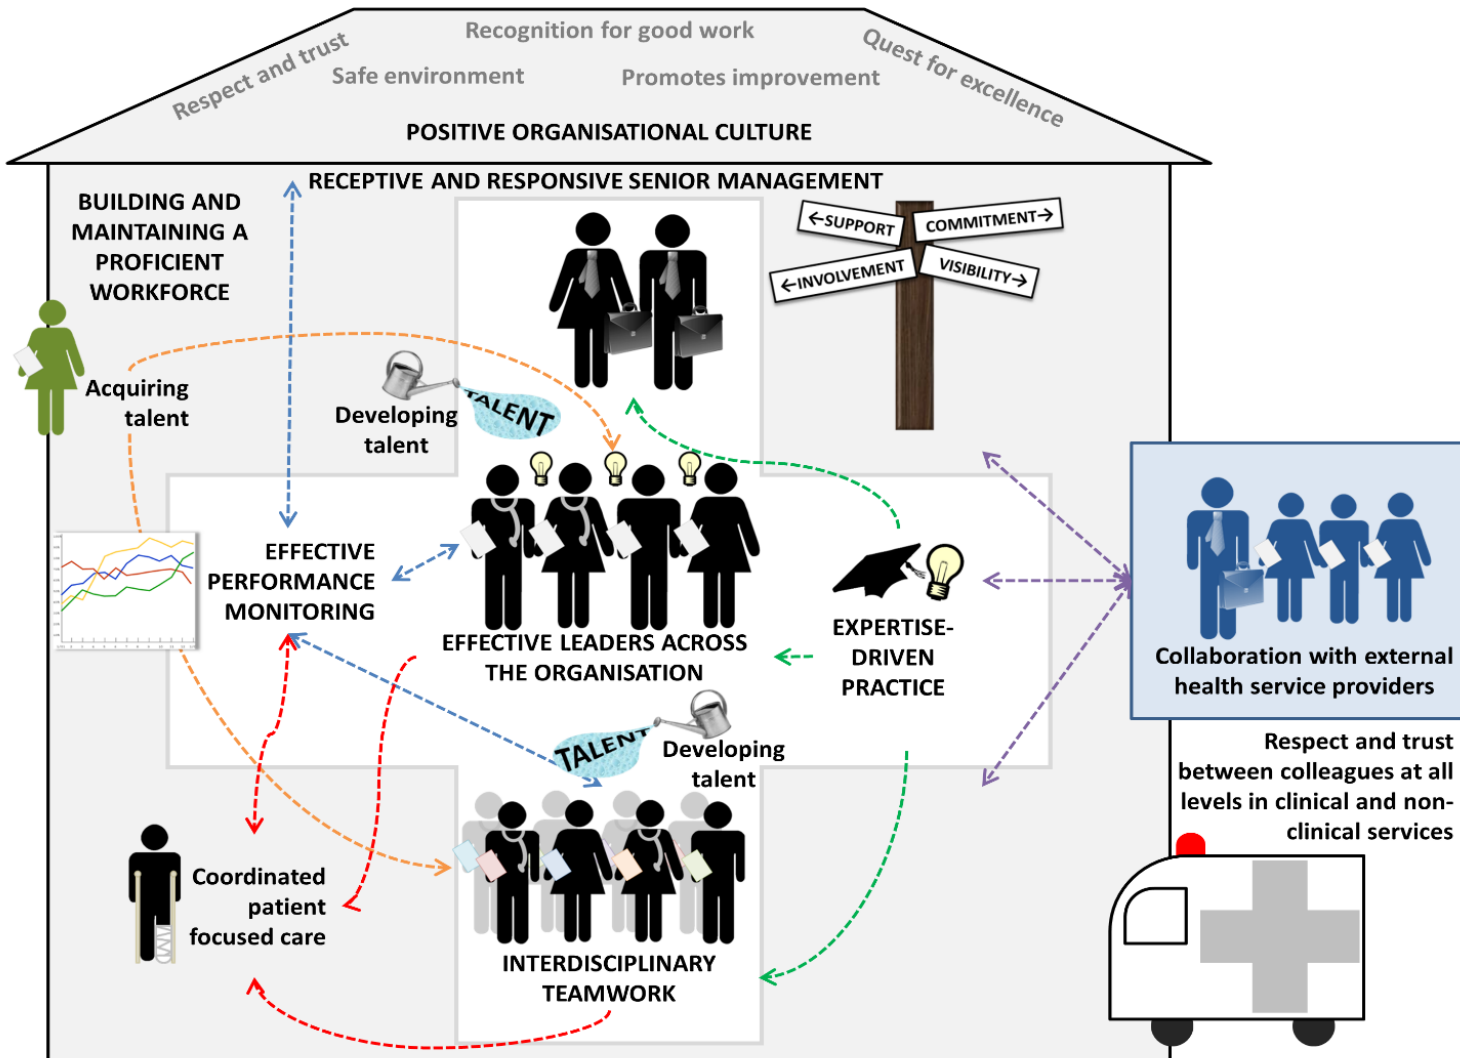 Recognition for good work
Respect and trust
Quest for excellence
Safe environment
Promotes improvement
POSITIVE ORGANISATIONAL CULTURE
RECEPTIVE AND RESPONSIVE SENIOR MANAGEMENT
BUILDING AND
MAINTAINING A
PROFICIENT
WORKFORCE
←SUPPORT
COMMITMENT→
←INVOLVEMENT
VISIBILITY→
Acquiring
talent
Developing
talent
TALENT
EFFECTIVE
PERFORMANCE
MONITORING
EFFECTIVE LEADERS ACROSS
THE ORGANISATION
EXPERTISE-
DRIVEN
PRACTICE
Collaboration with external
health service providers
TALENT
Developing
talent
Respect and trust
between colleagues at all
levels in clinical and non-
clinical services
Coordinated
patient
focused care
INTERDISCIPLINARY
TEAMWORK